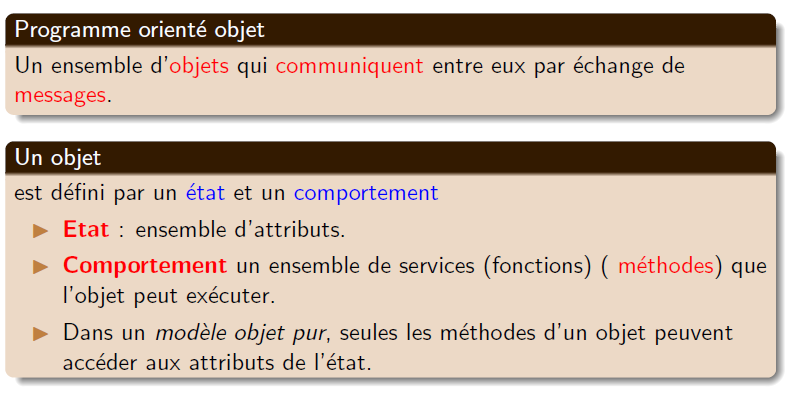 Programme orienté objet
Un ensemble d'objets qui communiquent entre eux par échange de
messages.
Un objet
est défini par un état et un comportement
Etat : ensemble d'attributs.
Comportement un ensemble de services (fonctions) ( méthodes) que
l'objet peut exécuter.
Dans un modèle objet pur, seules les méthodes d'un objet peuvent
accéder aux attributs de l'état.